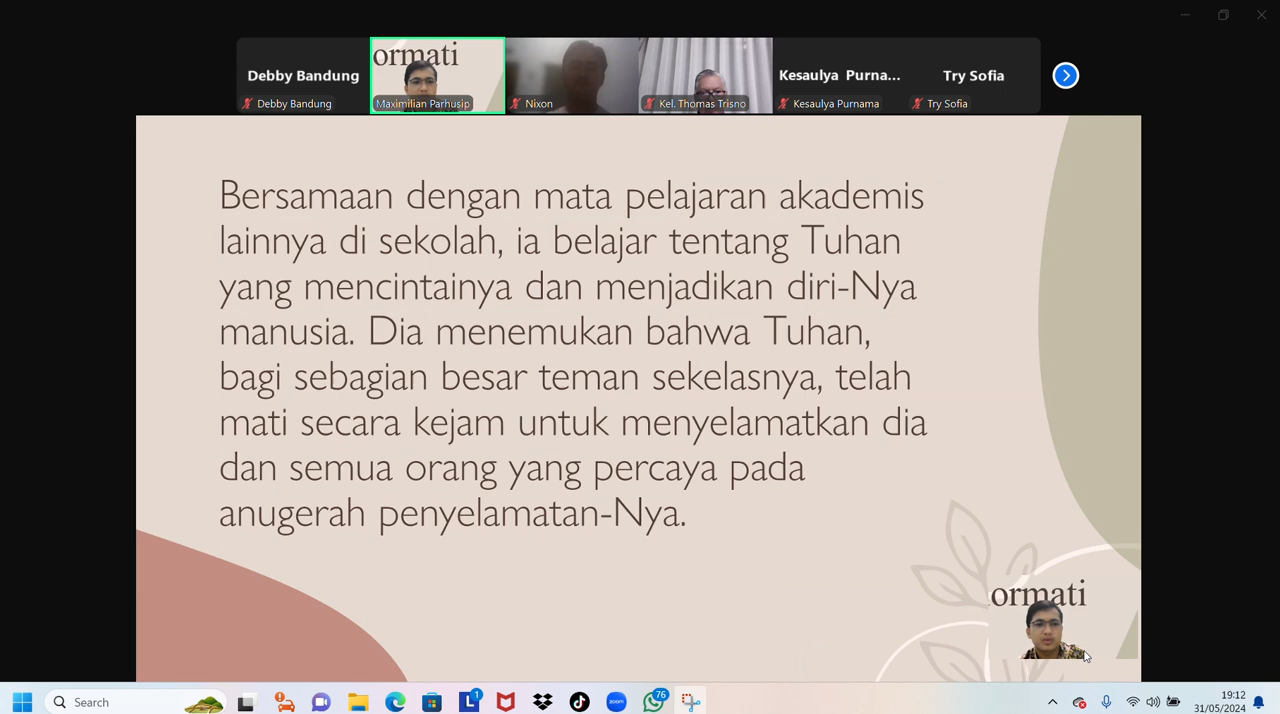 Debby Bandung
ormati
Kesaulya Purna...
Try Sofia
Debby Bandung
Maximilian Parhusip
Nixon
Kel. Thomas Trisno
Kesaulya Purnama
Try Sofia
Bersamaan dengan mata pelajaran akademis
lainnya di sekolah, ia belajar tentang Tuhan
yang mencintainya dan menjadikan diri-Nya
manusia. Dia menemukan bahwa Tuhan,
bagi sebagian besar teman sekelasnya, telah
mati secara kejam untuk menyelamatkan dia
dan semua orang yang percaya pada
anugerah penyelamatan-Nya.
ormati
Search
1
zoom
76
19:12
31/05/2024